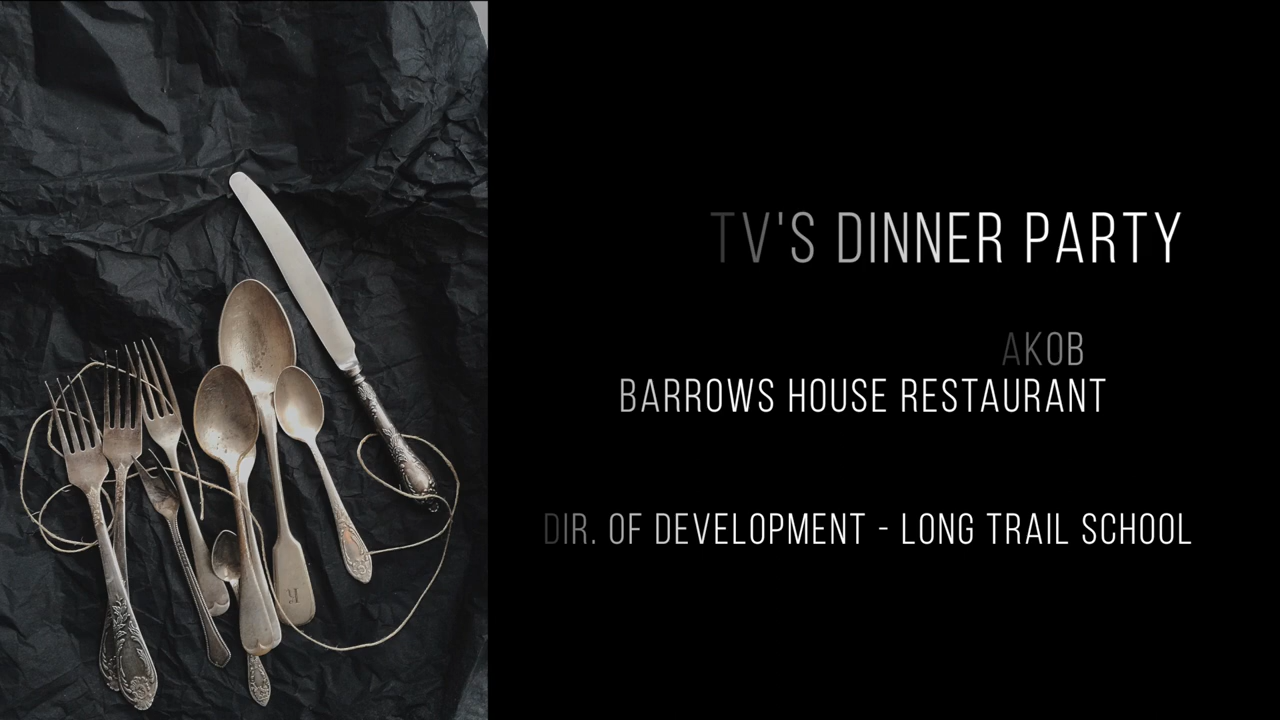 TV'S DINNER PARTY
AKOB
BARROWS HOUSE RESTAURANT
DIR. OF DEVELOPMENT - LONG TRAIL SCHOOL